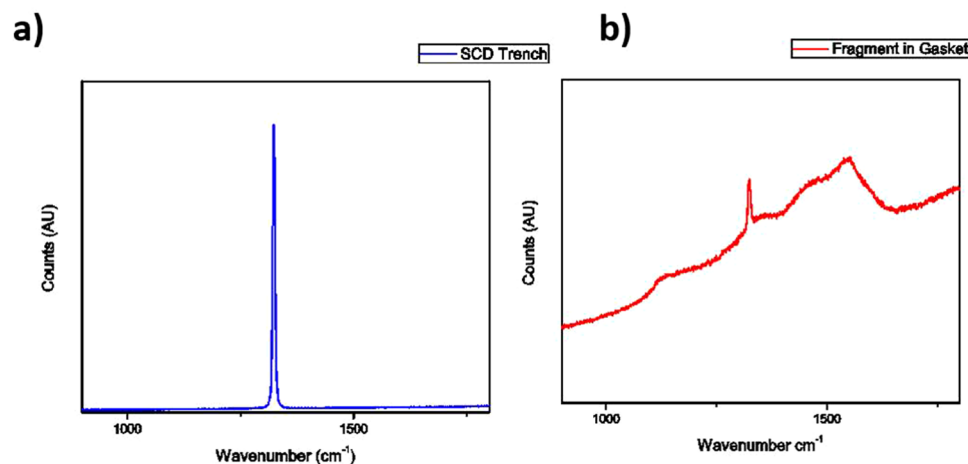 a)
SCD Trench
Counts (AU)
1000
1500
Wavenumber (cm⁻¹)
b)
Fragment in Gasket
Counts (AU)
1000
1500
Wavenumber cm⁻¹